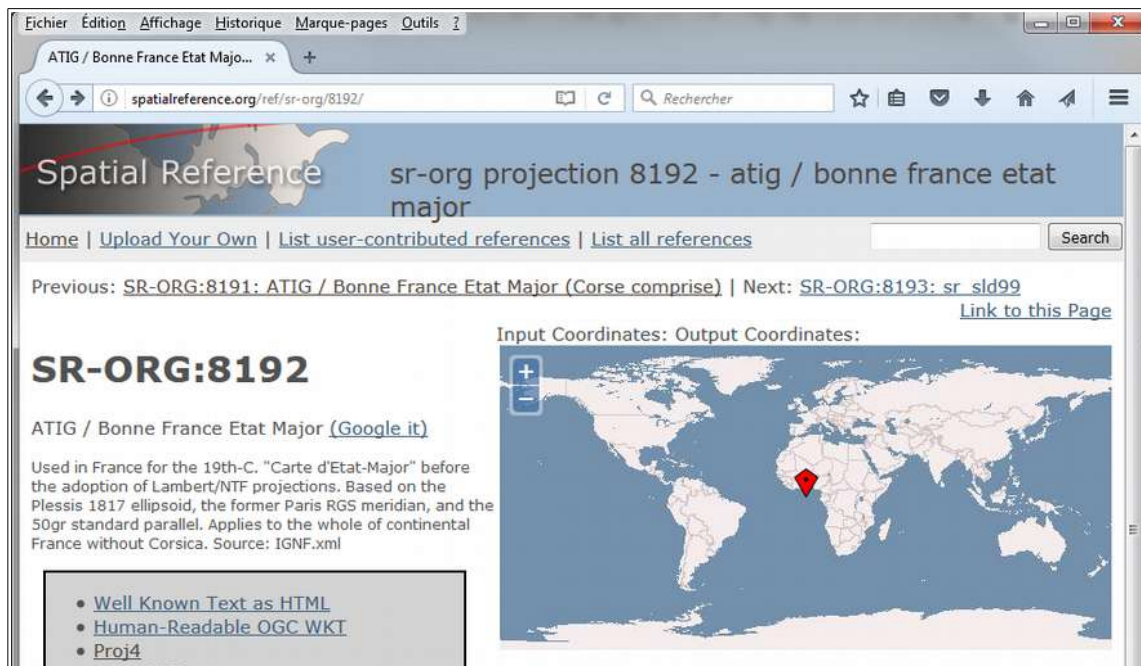 Fichier Édition Affichage Historique Marque-pages Outils ?
ATIG / Bonne France Etat Majo... × +
spatialreference.org/ref/sr-org/8192/ Rechercher
Spatial Reference
sr-org projection 8192 - atig / bonne france etat
major
Home | Upload Your Own | List user-contributed references | List all references Search
Previous: SR-ORG:8191: ATIG / Bonne France Etat Major (Corse comprise) | Next: SR-ORG:8193: sr_sld99
Link to this Page
Input Coordinates: Output Coordinates:
+
−
SR-ORG:8192
ATIG / Bonne France Etat Major (Google it)
Used in France for the 19th-C. "Carte d'Etat-Major" before
the adoption of Lambert/NTF projections. Based on the
Plessis 1817 ellipsoid, the former Paris RGS meridian, and the
50gr standard parallel. Applies to the whole of continental
France without Corsica. Source: IGNF.xml
• Well Known Text as HTML
• Human-Readable OGC WKT
• Proj4